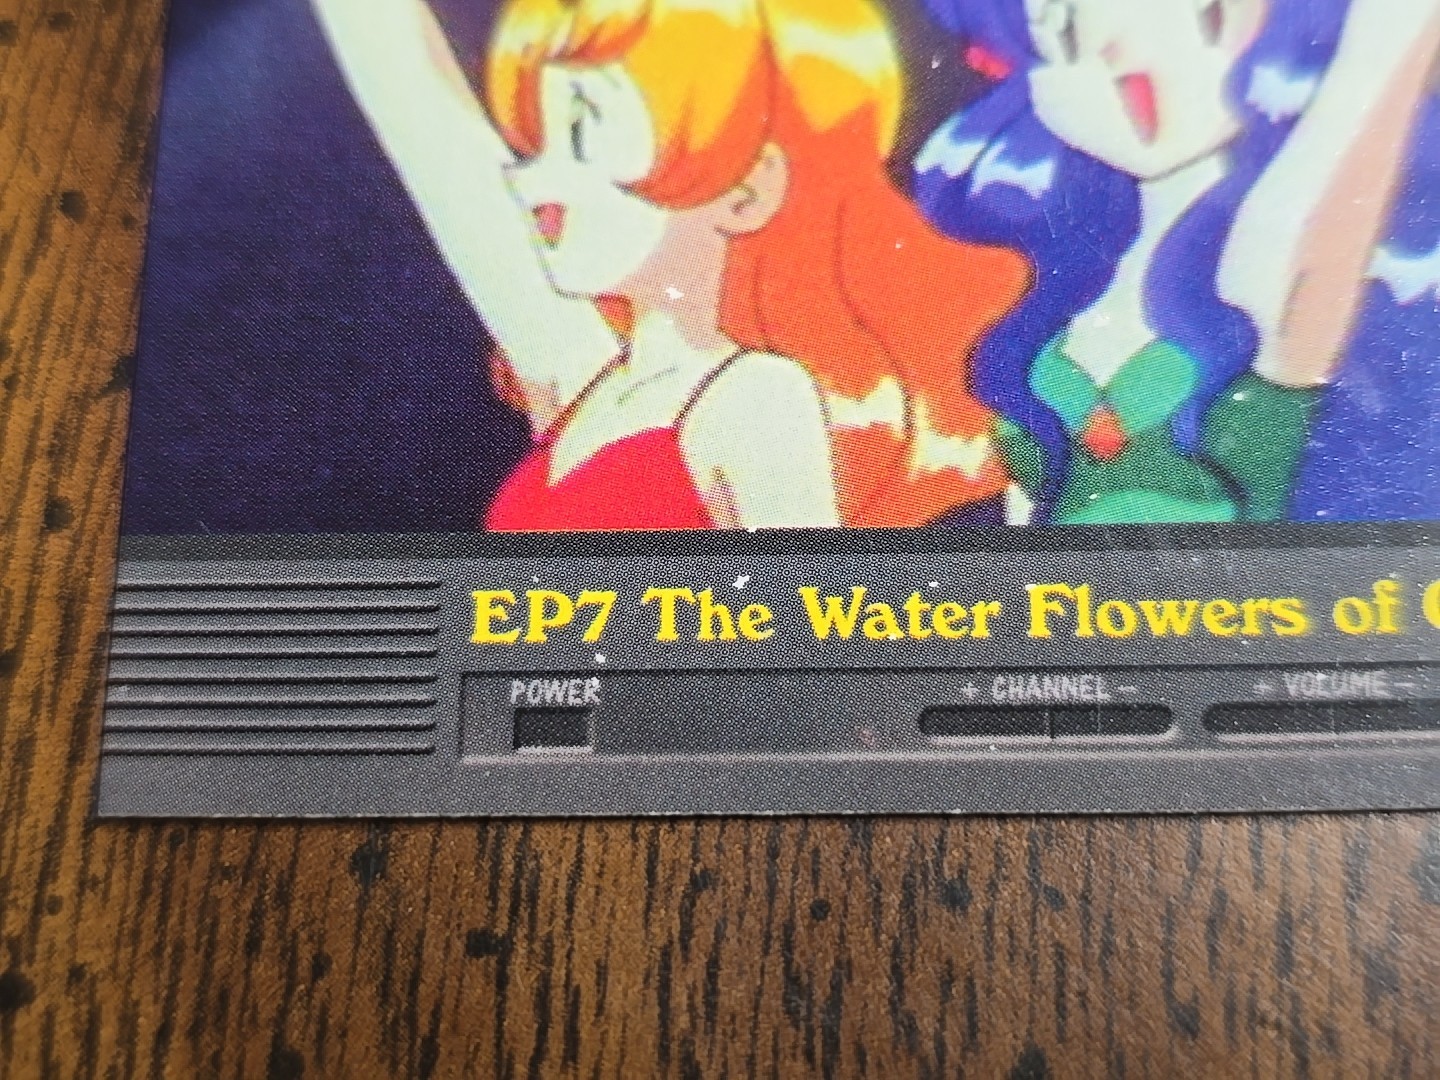 EP7 The Water Flowers of
POWER + CHANNEL - + VOLUME -